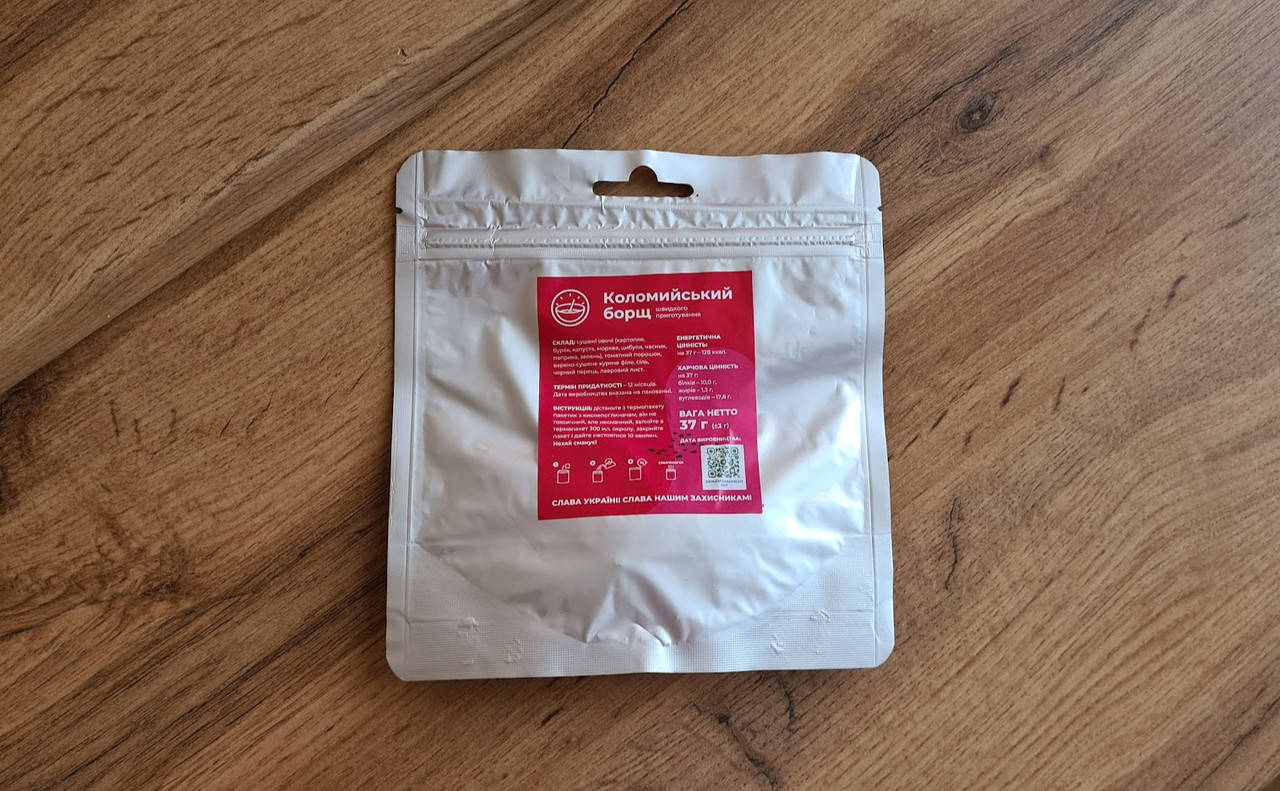 Коломийський
борщ швидкого
приготування
СКЛАД: сушені овочі (картопля,
буряк, капуста, морква, цибуля, часник,
паприка, зелень), томатний порошок,
варено-сушене куряче філе, сіль,
чорний перець, лавровий лист.
ТЕРМІН ПРИДАТНОСТІ – 12 місяців.
Дата виробництва вказана на пакованні.
ІНСТРУКЦІЯ: дістаньте з термопакету
пакетик з киснепоглиначем, він не
токсичний, але несмачний, залийте в
термопакет 300 мл. окропу, закрийте
пакет і дайте настоятися 10 хвилин.
Нехай смакує!
ЕНЕРГЕТИЧНА
ЦІННІСТЬ:
на 37 г – 128 ккал.
ХАРЧОВА ЦІННІСТЬ
на 37 г:
білків – 10,0 г,
жирів – 1,3 г,
вуглеводів – 17,8 г.
ВАГА НЕТТО
37 г (±3 г)
ДАТА ВИРОБНИЦТВА:
СЛАВА УКРАЇНІ! СЛАВА НАШИМ ЗАХИСНИКАМ!